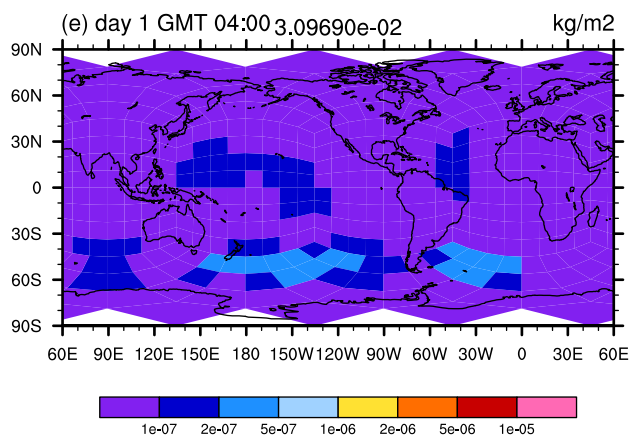 (e) day 1 GMT 04:00 3.09690e-02 kg/m2
90N
60N
30N
0
30S
60S
90S
60E 90E 120E 150E 180 150W 120W 90W 60W 30W 0 30E 60E
1e-07 2e-07 5e-07 1e-06 2e-06 5e-06 1e-05